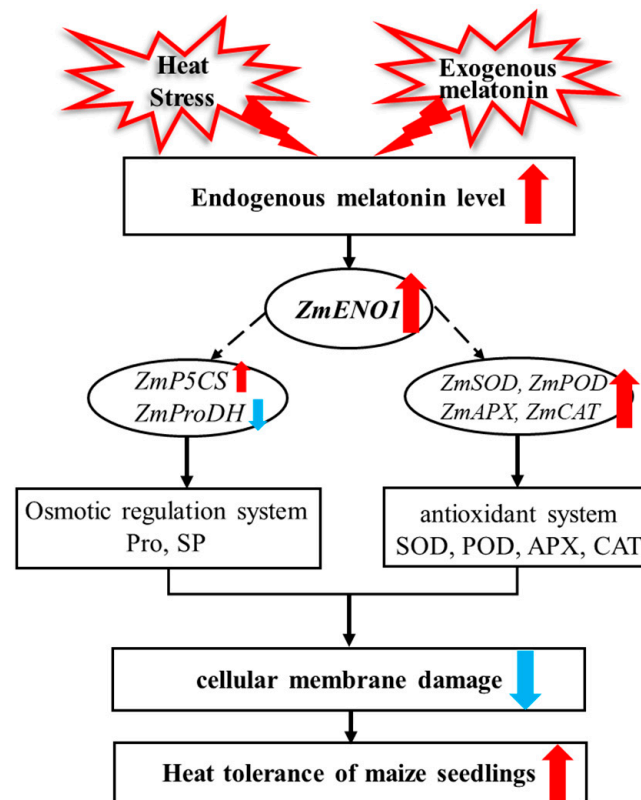 Heat
Stress
Exogenous
melatonin
Endogenous melatonin level
ZmENO1
ZmP5CS
ZmProDH
ZmSOD, ZmPOD
ZmAPX, ZmCAT
Osmotic regulation system
Pro, SP
antioxidant system
SOD, POD, APX, CAT
cellular membrane damage
Heat tolerance of maize seedlings